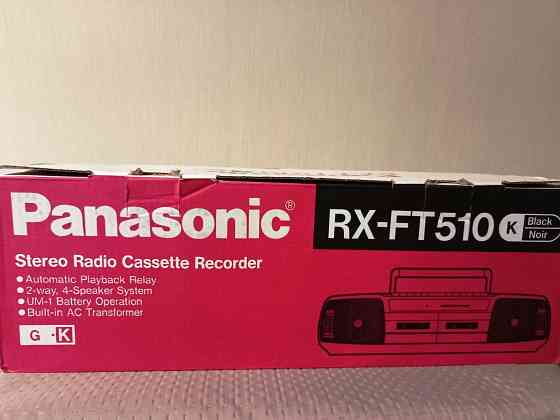 Panasonic®
RX-FT510 K Black
Noir
Stereo Radio Cassette Recorder
● Automatic Playback Relay
● 2-way, 4-Speaker System
● UM-1 Battery Operation
● Built-in AC Transformer
G -K